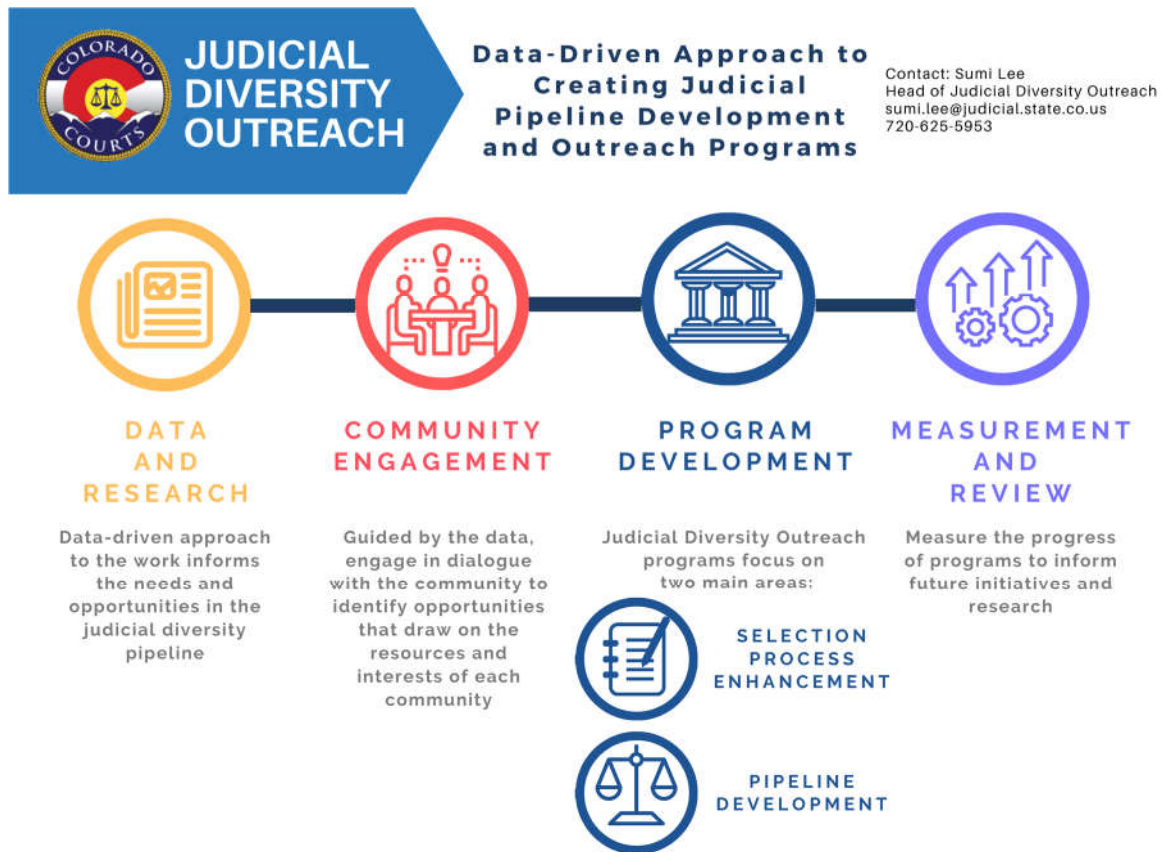 COLORADO
COURTS
JUDICIAL
DIVERSITY
OUTREACH
Data-Driven Approach to
Creating Judicial
Pipeline Development
and Outreach Programs
Contact: Sumi Lee
Head of Judicial Diversity Outreach
sumi.lee@judicial.state.co.us
720-625-5953
DATA
AND
RESEARCH
Data-driven approach
to the work informs
the needs and
opportunities in the
judicial diversity
pipeline
COMMUNITY
ENGAGEMENT
Guided by the data,
engage in dialogue
with the community to
identify opportunities
that draw on the
resources and
interests of each
community
PROGRAM
DEVELOPMENT
Judicial Diversity Outreach
programs focus on
two main areas:
SELECTION
PROCESS
ENHANCEMENT
PIPELINE
DEVELOPMENT
MEASUREMENT
AND
REVIEW
Measure the progress
of programs to inform
future initiatives and
research